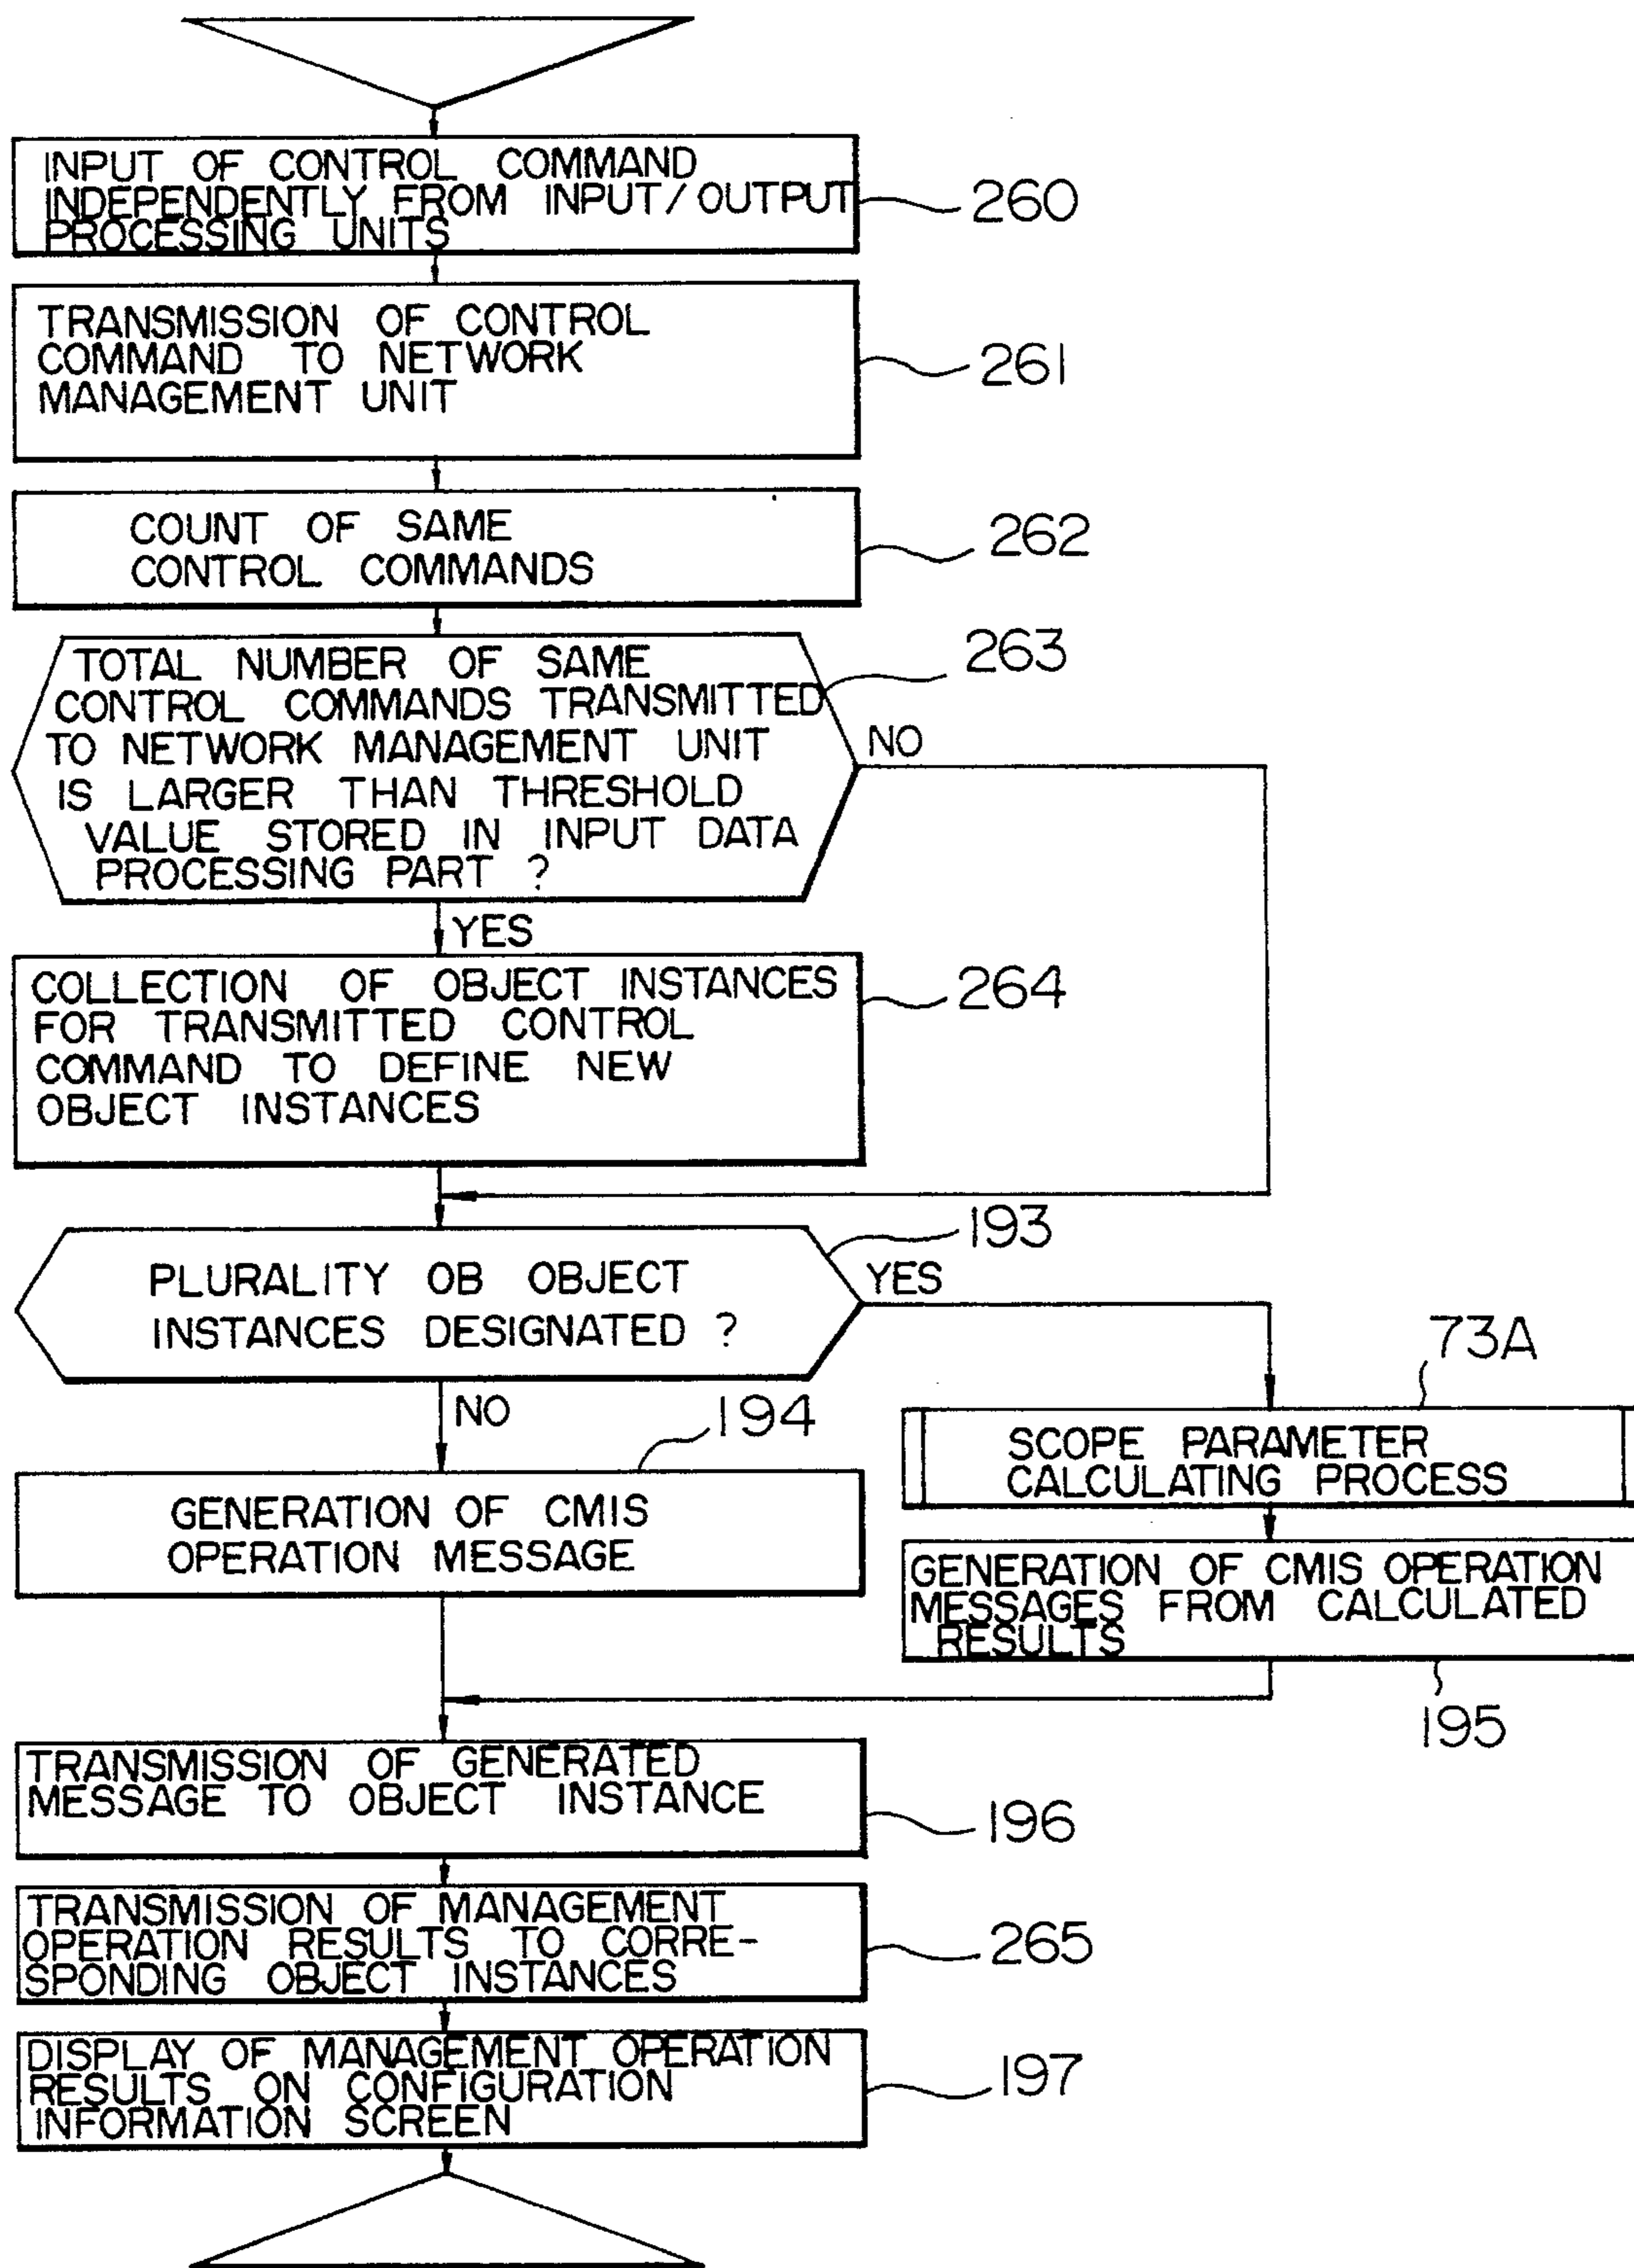 INPUT OF CONTROL COMMAND
INDEPENDENTLY FROM INPUT/OUTPUT
PROCESSING UNITS
260
TRANSMISSION OF CONTROL
COMMAND TO NETWORK
MANAGEMENT UNIT
261
COUNT OF SAME
CONTROL COMMANDS
262
TOTAL NUMBER OF SAME
CONTROL COMMANDS TRANSMITTED
TO NETWORK MANAGEMENT UNIT
IS LARGER THAN THRESHOLD
VALUE STORED IN INPUT DATA
PROCESSING PART ?
263
NO
YES
COLLECTION OF OBJECT INSTANCES
FOR TRANSMITTED CONTROL
COMMAND TO DEFINE NEW
OBJECT INSTANCES
264
PLURALITY OB OBJECT
INSTANCES DESIGNATED ?
193
YES
NO
73A
SCOPE PARAMETER
CALCULATING PROCESS
194
GENERATION OF CMIS
OPERATION MESSAGE
GENERATION OF CMIS OPERATION
MESSAGES FROM CALCULATED
RESULTS
195
TRANSMISSION OF GENERATED
MESSAGE TO OBJECT INSTANCE
196
TRANSMISSION OF MANAGEMENT
OPERATION RESULTS TO CORRE-
SPONDING OBJECT INSTANCES
265
DISPLAY OF MANAGEMENT OPERATION
RESULTS ON CONFIGURATION
INFORMATION SCREEN
197